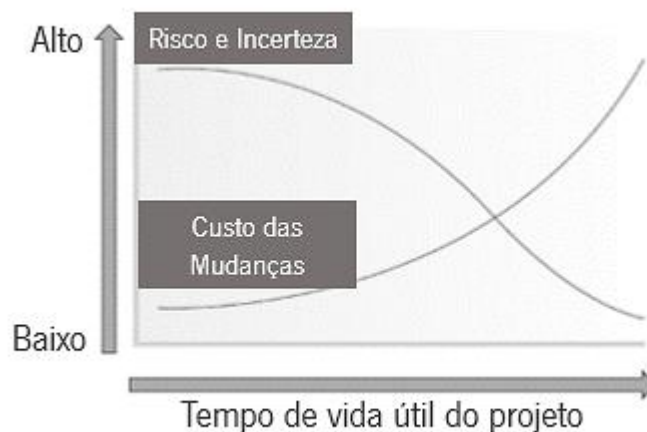 Alto
Risco e Incerteza
Custo das
Mudanças
Baixo
Tempo de vida útil do projeto